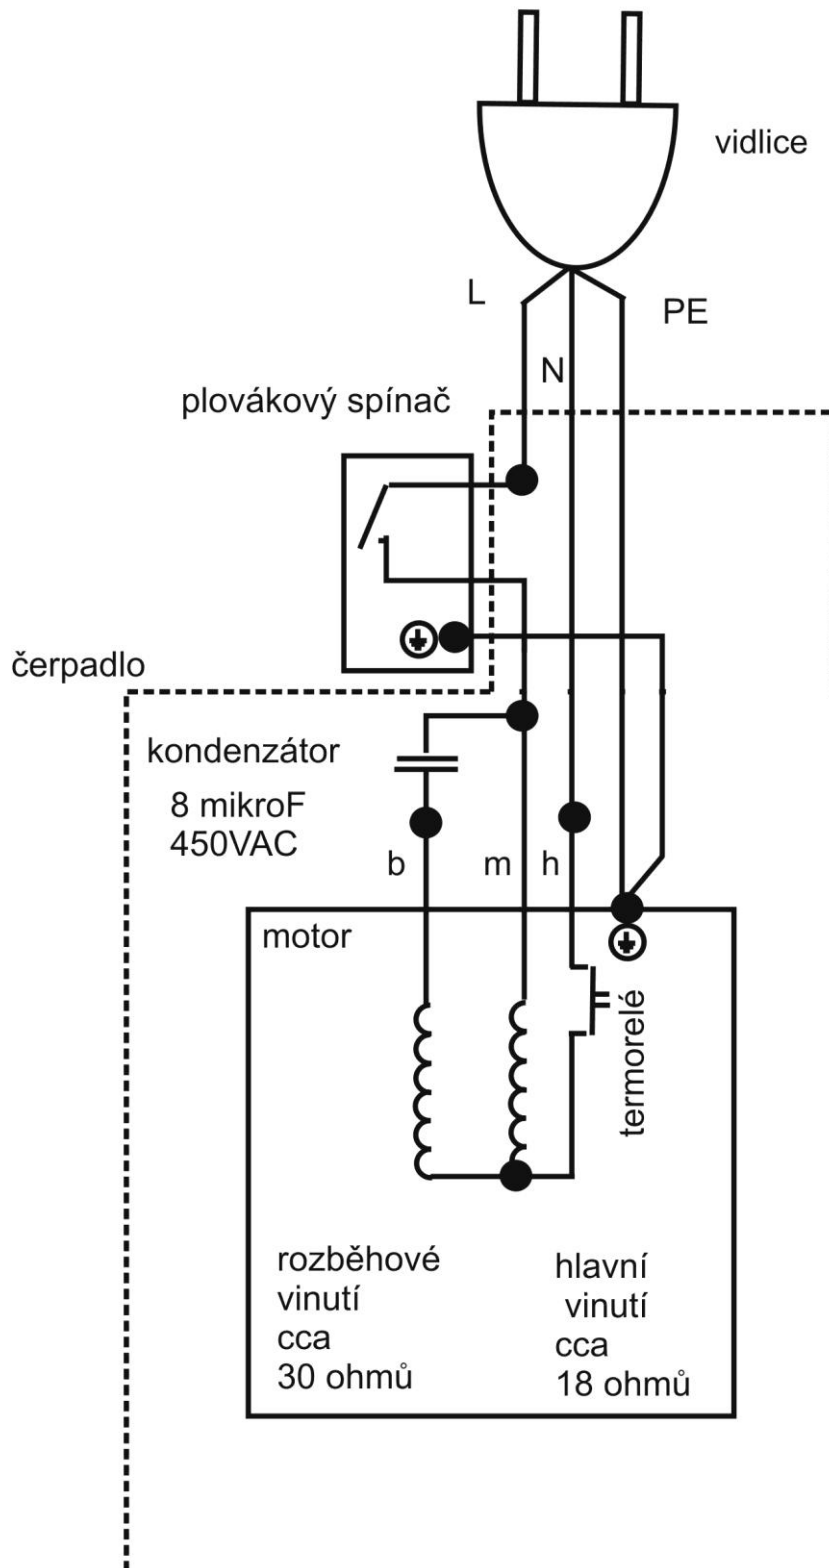 vidlice
L
PE
N
plovákový spínač
čerpadlo
kondenzátor
8 mikroF
450VAC
b
m
h
motor
termorelé
rozběhové
vinutí
cca
30 ohmů
hlavní
vinutí
cca
18 ohmů